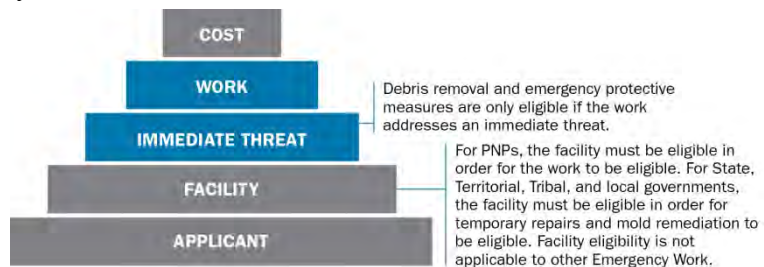 COST
WORK
Debris removal and emergency protective
measures are only eligible if the work
addresses an immediate threat.
IMMEDIATE THREAT
For PNPs, the facility must be eligible in
order for the work to be eligible. For State,
Territorial, Tribal, and local governments,
the facility must be eligible in order for
temporary repairs and mold remediation to
be eligible. Facility eligibility is not
applicable to other Emergency Work.
FACILITY
APPLICANT